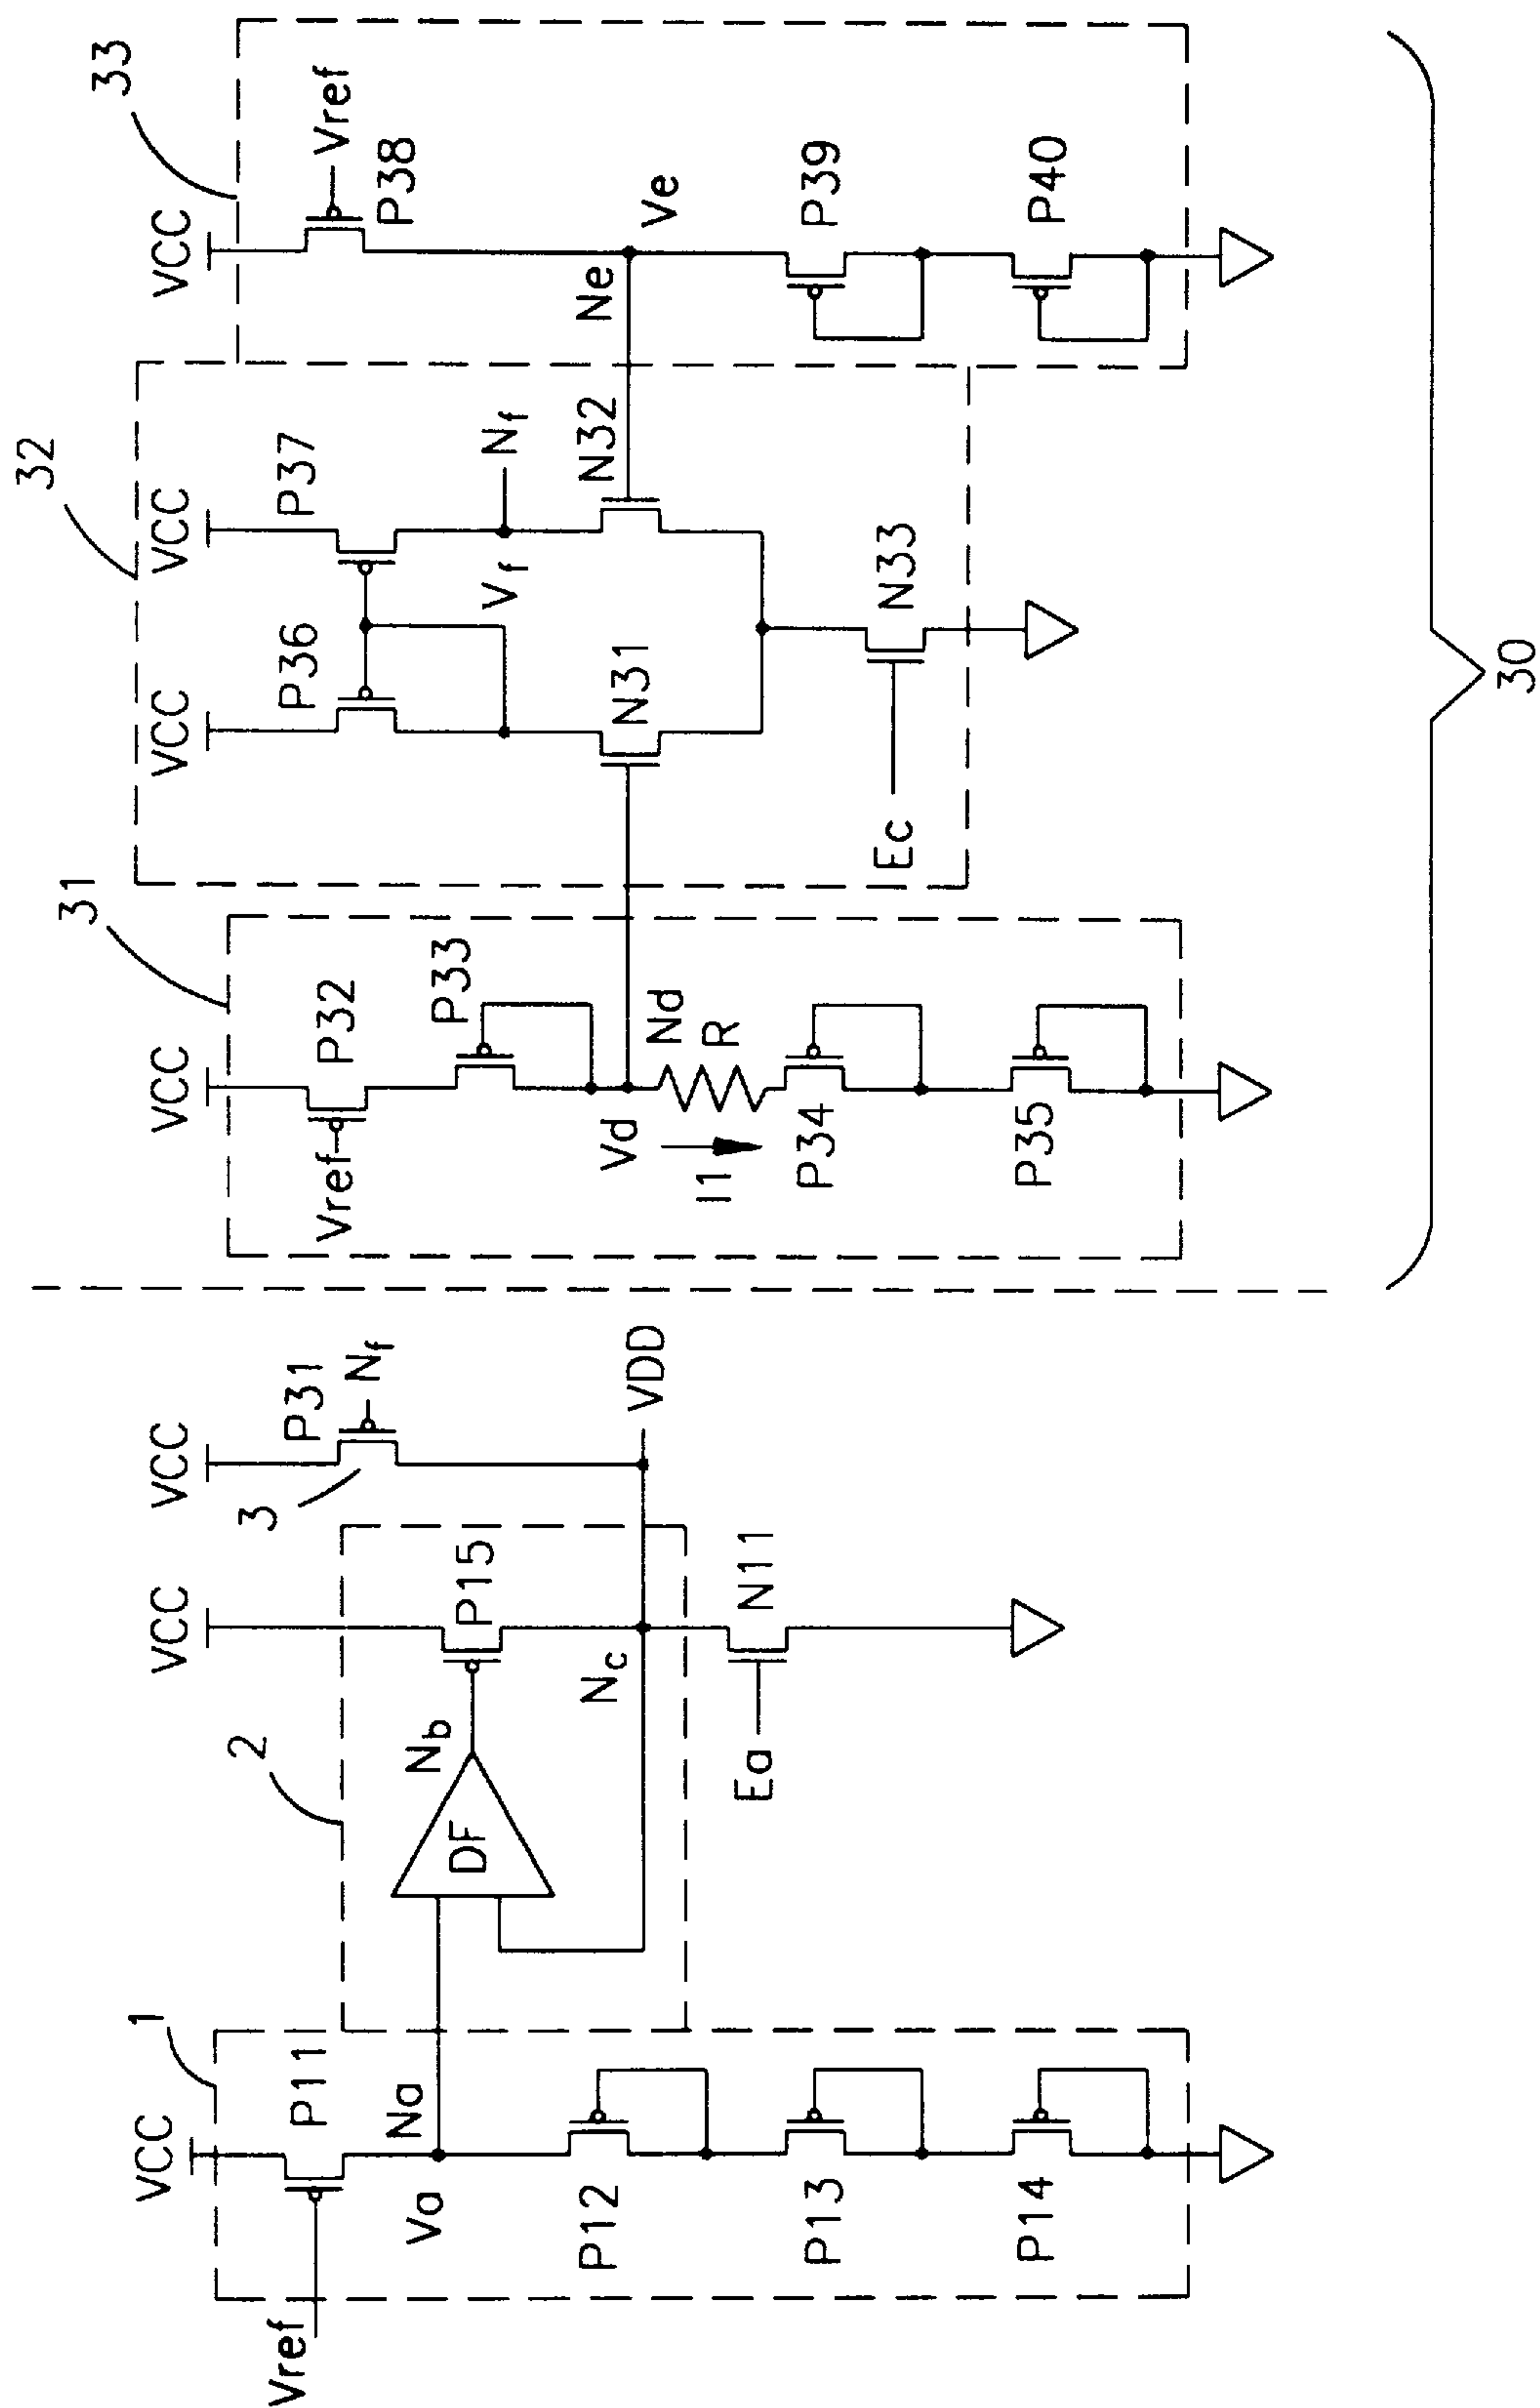 1
VCC
P11
Vref
Na
Va
P12
P13
P14
2
VCC
P15
Nb
DF
Nc
Ea
N11
VCC
P31
Nf
3
VDD
31
VCC
P32
Vref
P33
Nd
Vd
R
I1
P34
P35
32
VCC
VCC
P36
P37
Nf
Vf
N31
N32
Ec
N33
33
VCC
Vref
P38
Ne
Ve
P39
P40
30